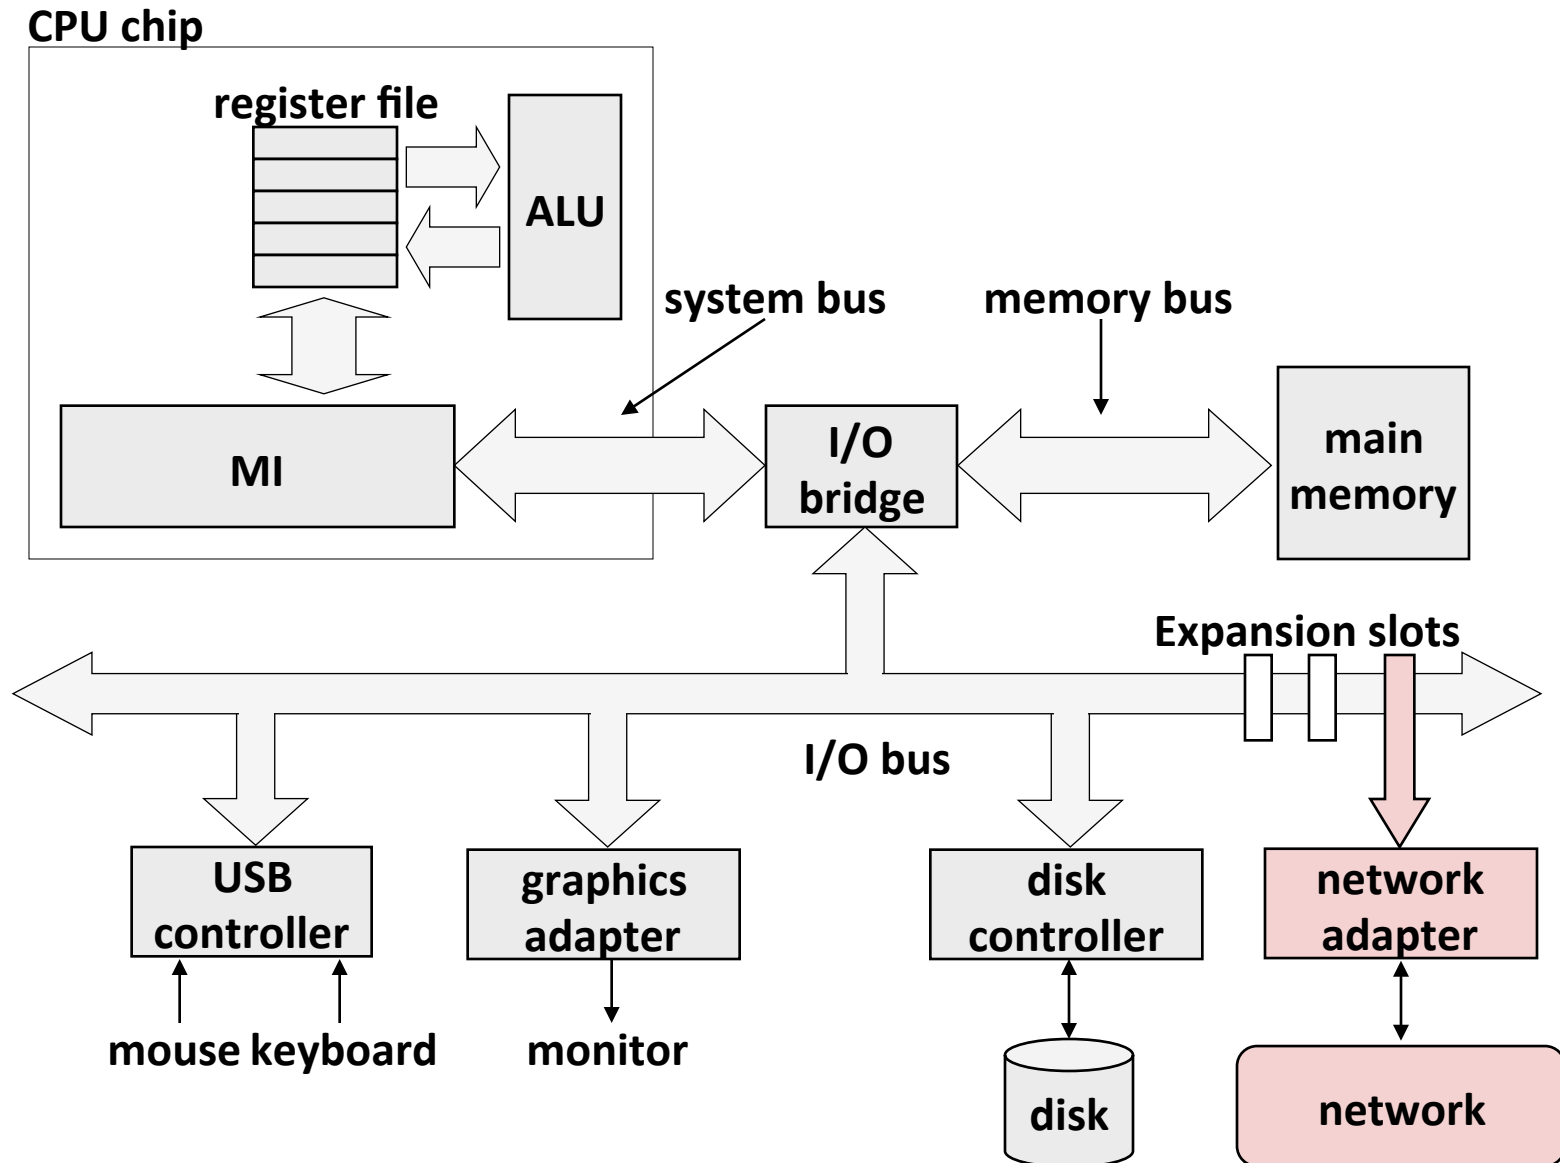 CPU chip
register file
ALU
system bus
memory bus
MI
I/O
bridge
main
memory
Expansion slots
I/O bus
USB
controller
graphics
adapter
disk
controller
network
adapter
mouse keyboard
monitor
disk
network